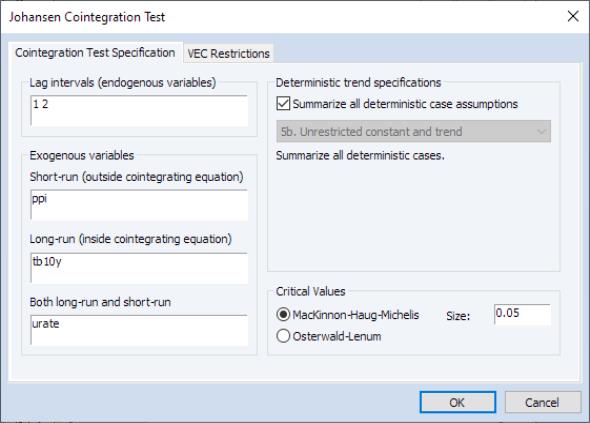 Johansen Cointegration Test
Cointegration Test Specification
VEC Restrictions
Lag intervals (endogenous variables)
1 2
Exogenous variables
Short-run (outside cointegrating equation)
ppi
Long-run (inside cointegrating equation)
tb10y
Both long-run and short-run
urate
Deterministic trend specifications
Summarize all deterministic case assumptions
5b. Unrestricted constant and trend
Summarize all deterministic cases.
Critical Values
MacKinnon-Haug-Michelis
Size:
0.05
Osterwald-Lenum
OK
Cancel